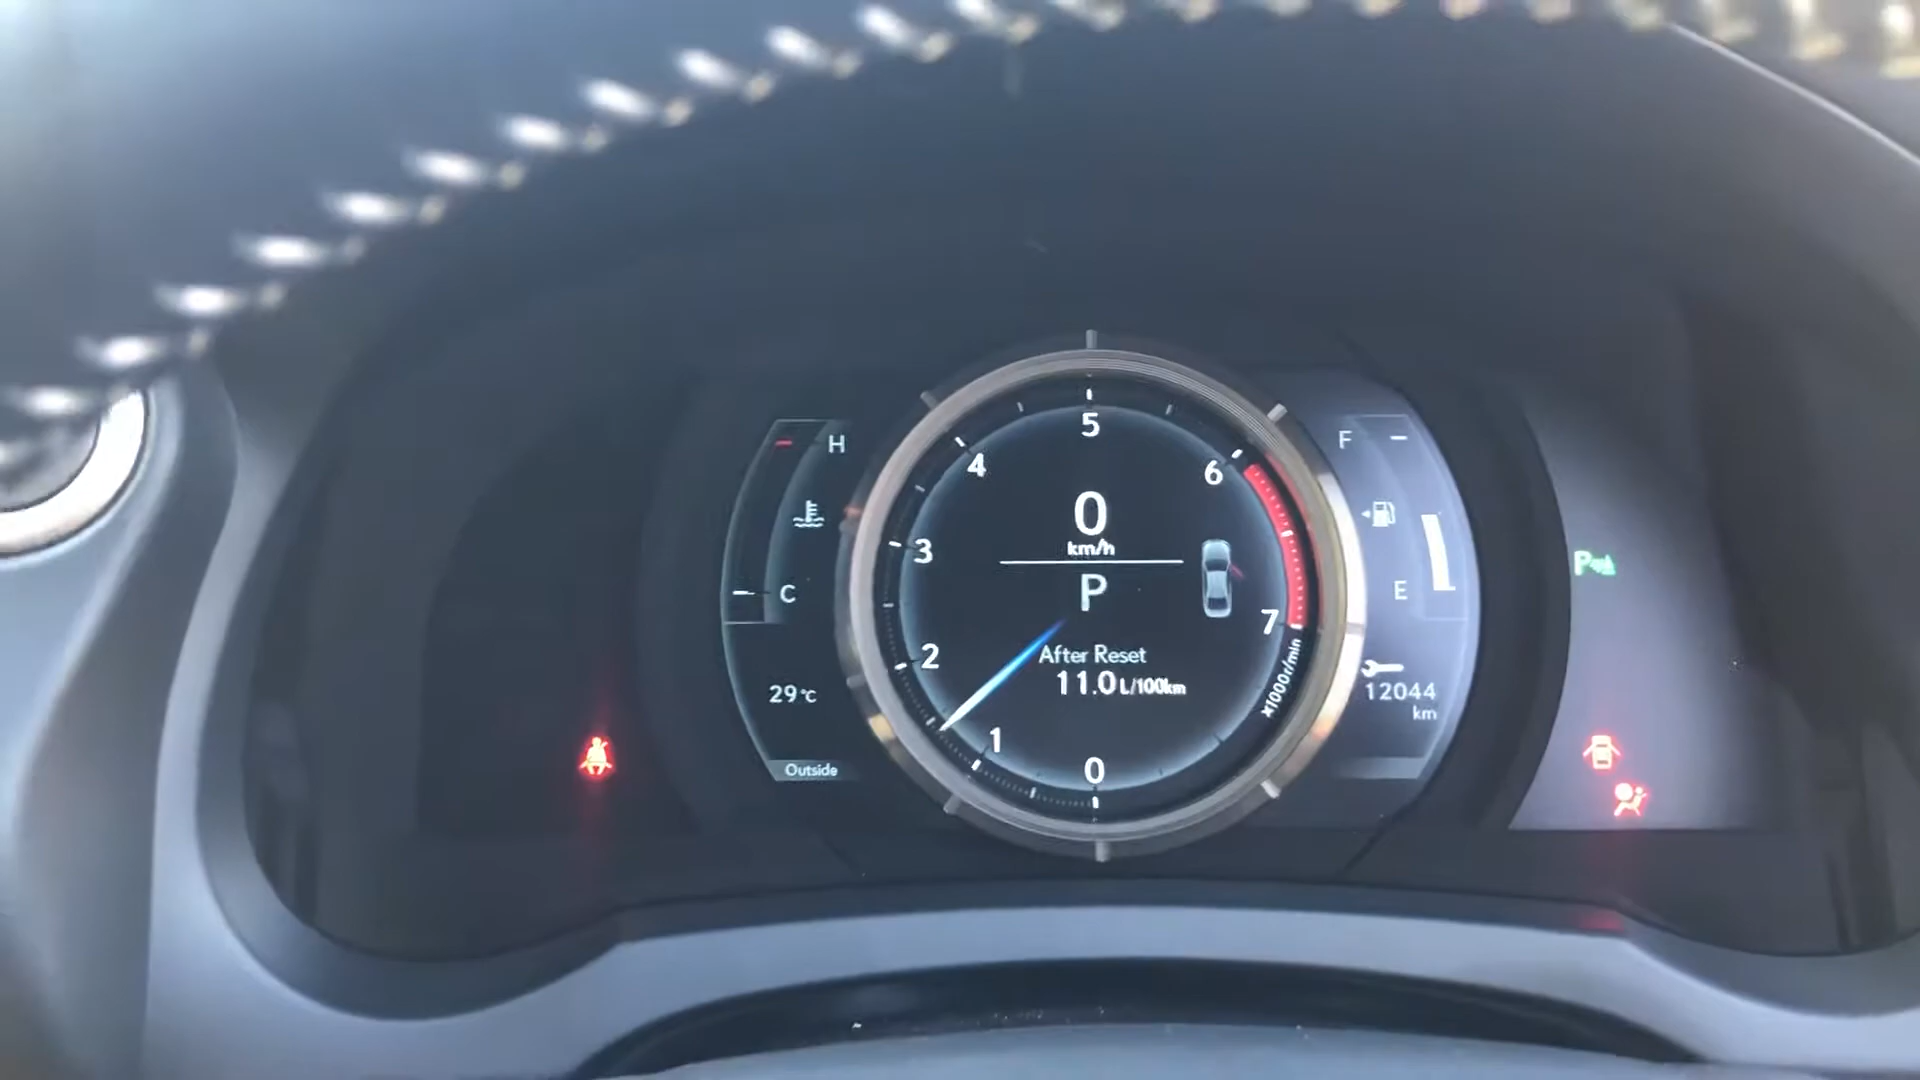 H
C
29°C
Outside
5
4
6
3
2
7
1
0
x1000r/min
0
km/h
P
After Reset
11.0 L/100km
F
E
12044
km
P